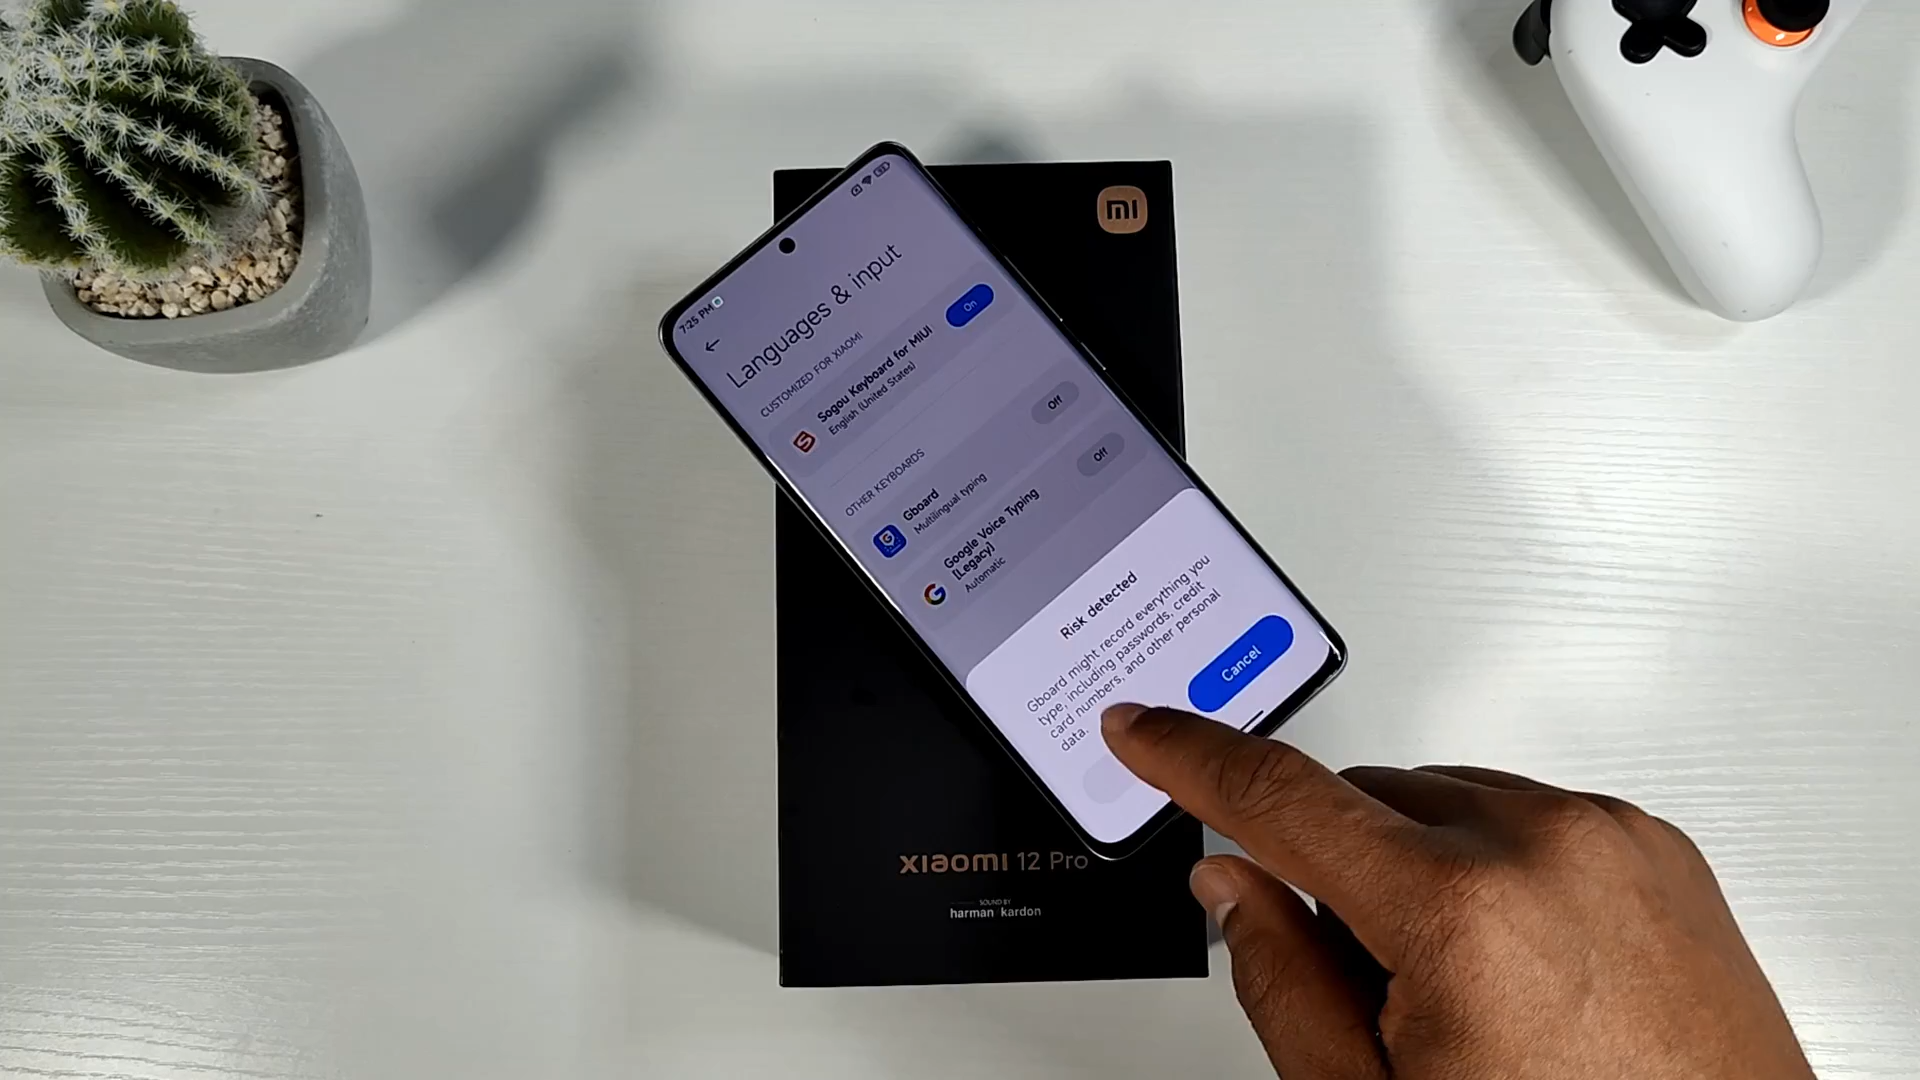 7:25 PM
Languages & input
CUSTOMIZED FOR XIAOMI
Sogou Keyboard for MIUI
English (United States)
On
OTHER KEYBOARDS
Gboard
Multilingual typing
Off
Google Voice Typing
[Legacy]
Automatic
Off
Risk detected
Gboard might record everything you
type, including passwords, credit
card numbers, and other personal
data.
Cancel
mi
xiaomi 12 Pro
SOUND BY
harman kardon